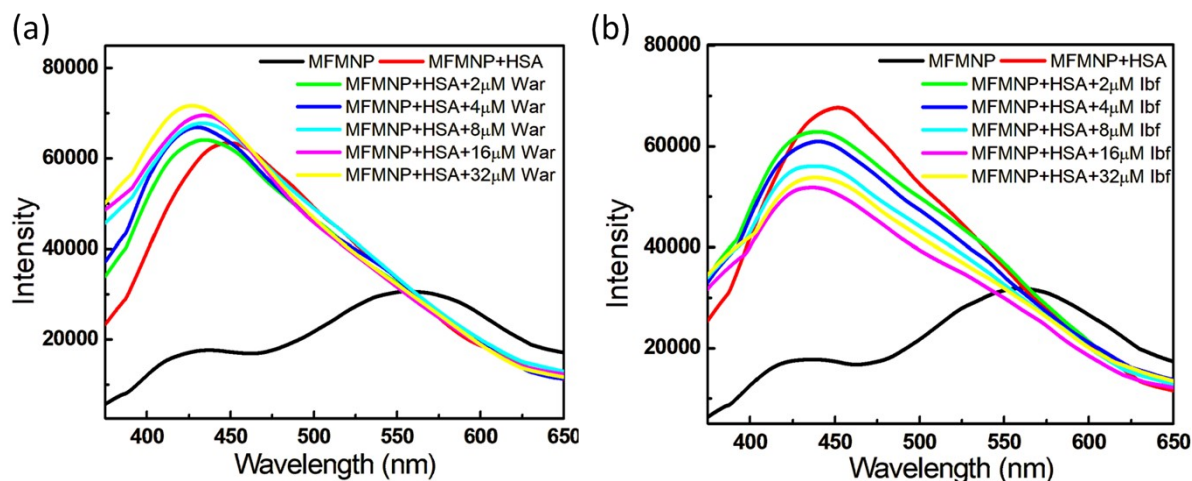 (a)
80000
60000
40000
20000
Intensity
MFMNP MFMNP+HSA
MFMNP+HSA+2μM War
MFMNP+HSA+4μM War
MFMNP+HSA+8μM War
MFMNP+HSA+16μM War
MFMNP+HSA+32μM War
400 450 500 550 600 650
Wavelength (nm)
(b)
80000
60000
40000
20000
Intensity
MFMNP MFMNP+HSA
MFMNP+HSA+2μM Ibf
MFMNP+HSA+4μM Ibf
MFMNP+HSA+8μM Ibf
MFMNP+HSA+16μM Ibf
MFMNP+HSA+32μM Ibf
400 450 500 550 600 650
Wavelength (nm)